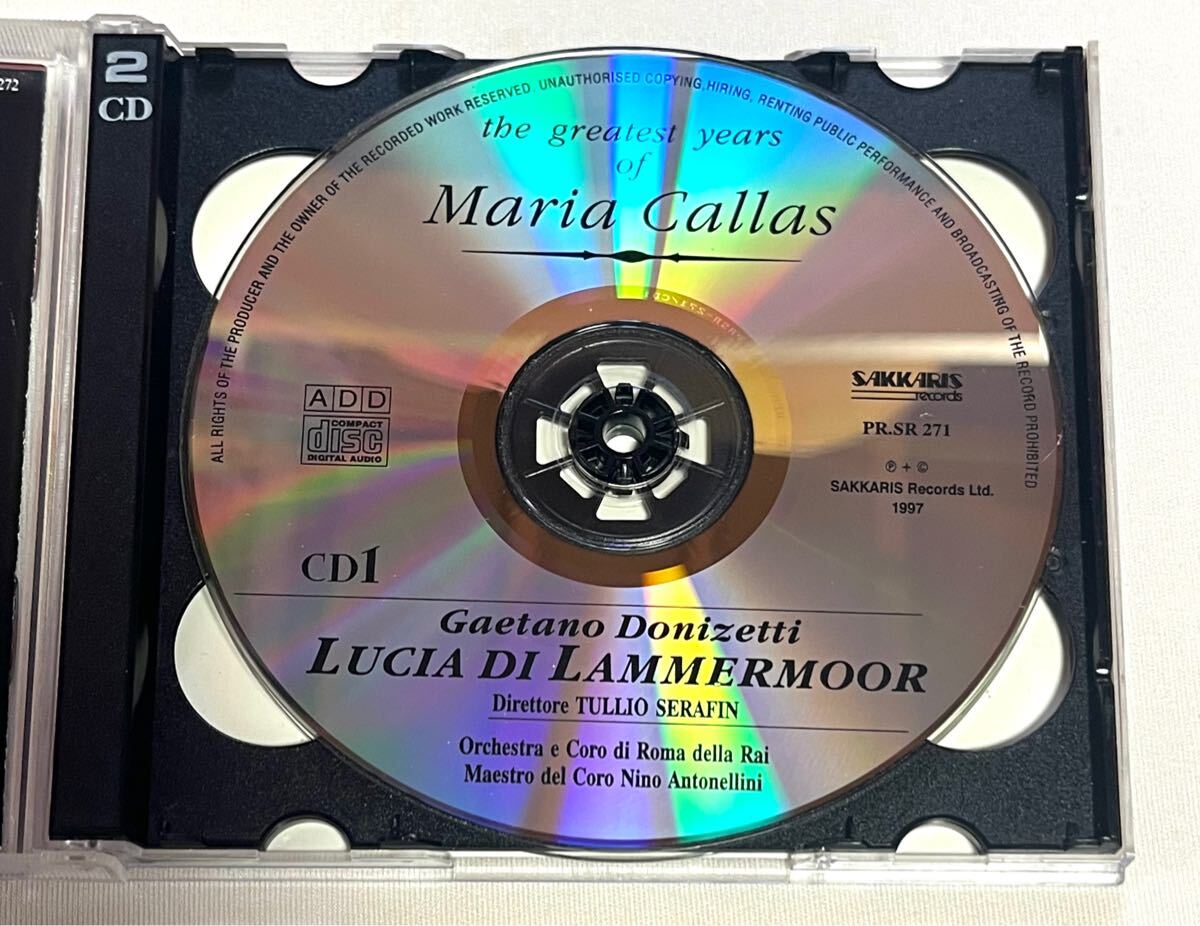 272
2
CD
ALL RIGHTS OF THE PRODUCER AND THE OWNER OF THE RECORDED WORK RESERVED. UNAUTHORISED COPYING, HIRING, RENTING PUBLIC PERFORMANCE AND BROADCASTING OF THE RECORD PROHIBITED
the greatest years
of
Maria Callas
ADD
COMPACT
disc
DIGITAL AUDIO
SAKKARIS
records
PR.SR 271
℗ + ©
SAKKARIS Records Ltd.
1997
CD1
Gaetano Donizetti
LUCIA DI LAMMERMOOR
Direttore TULLIO SERAFIN
Orchestra e Coro di Roma della Rai
Maestro del Coro Nino Antonellini